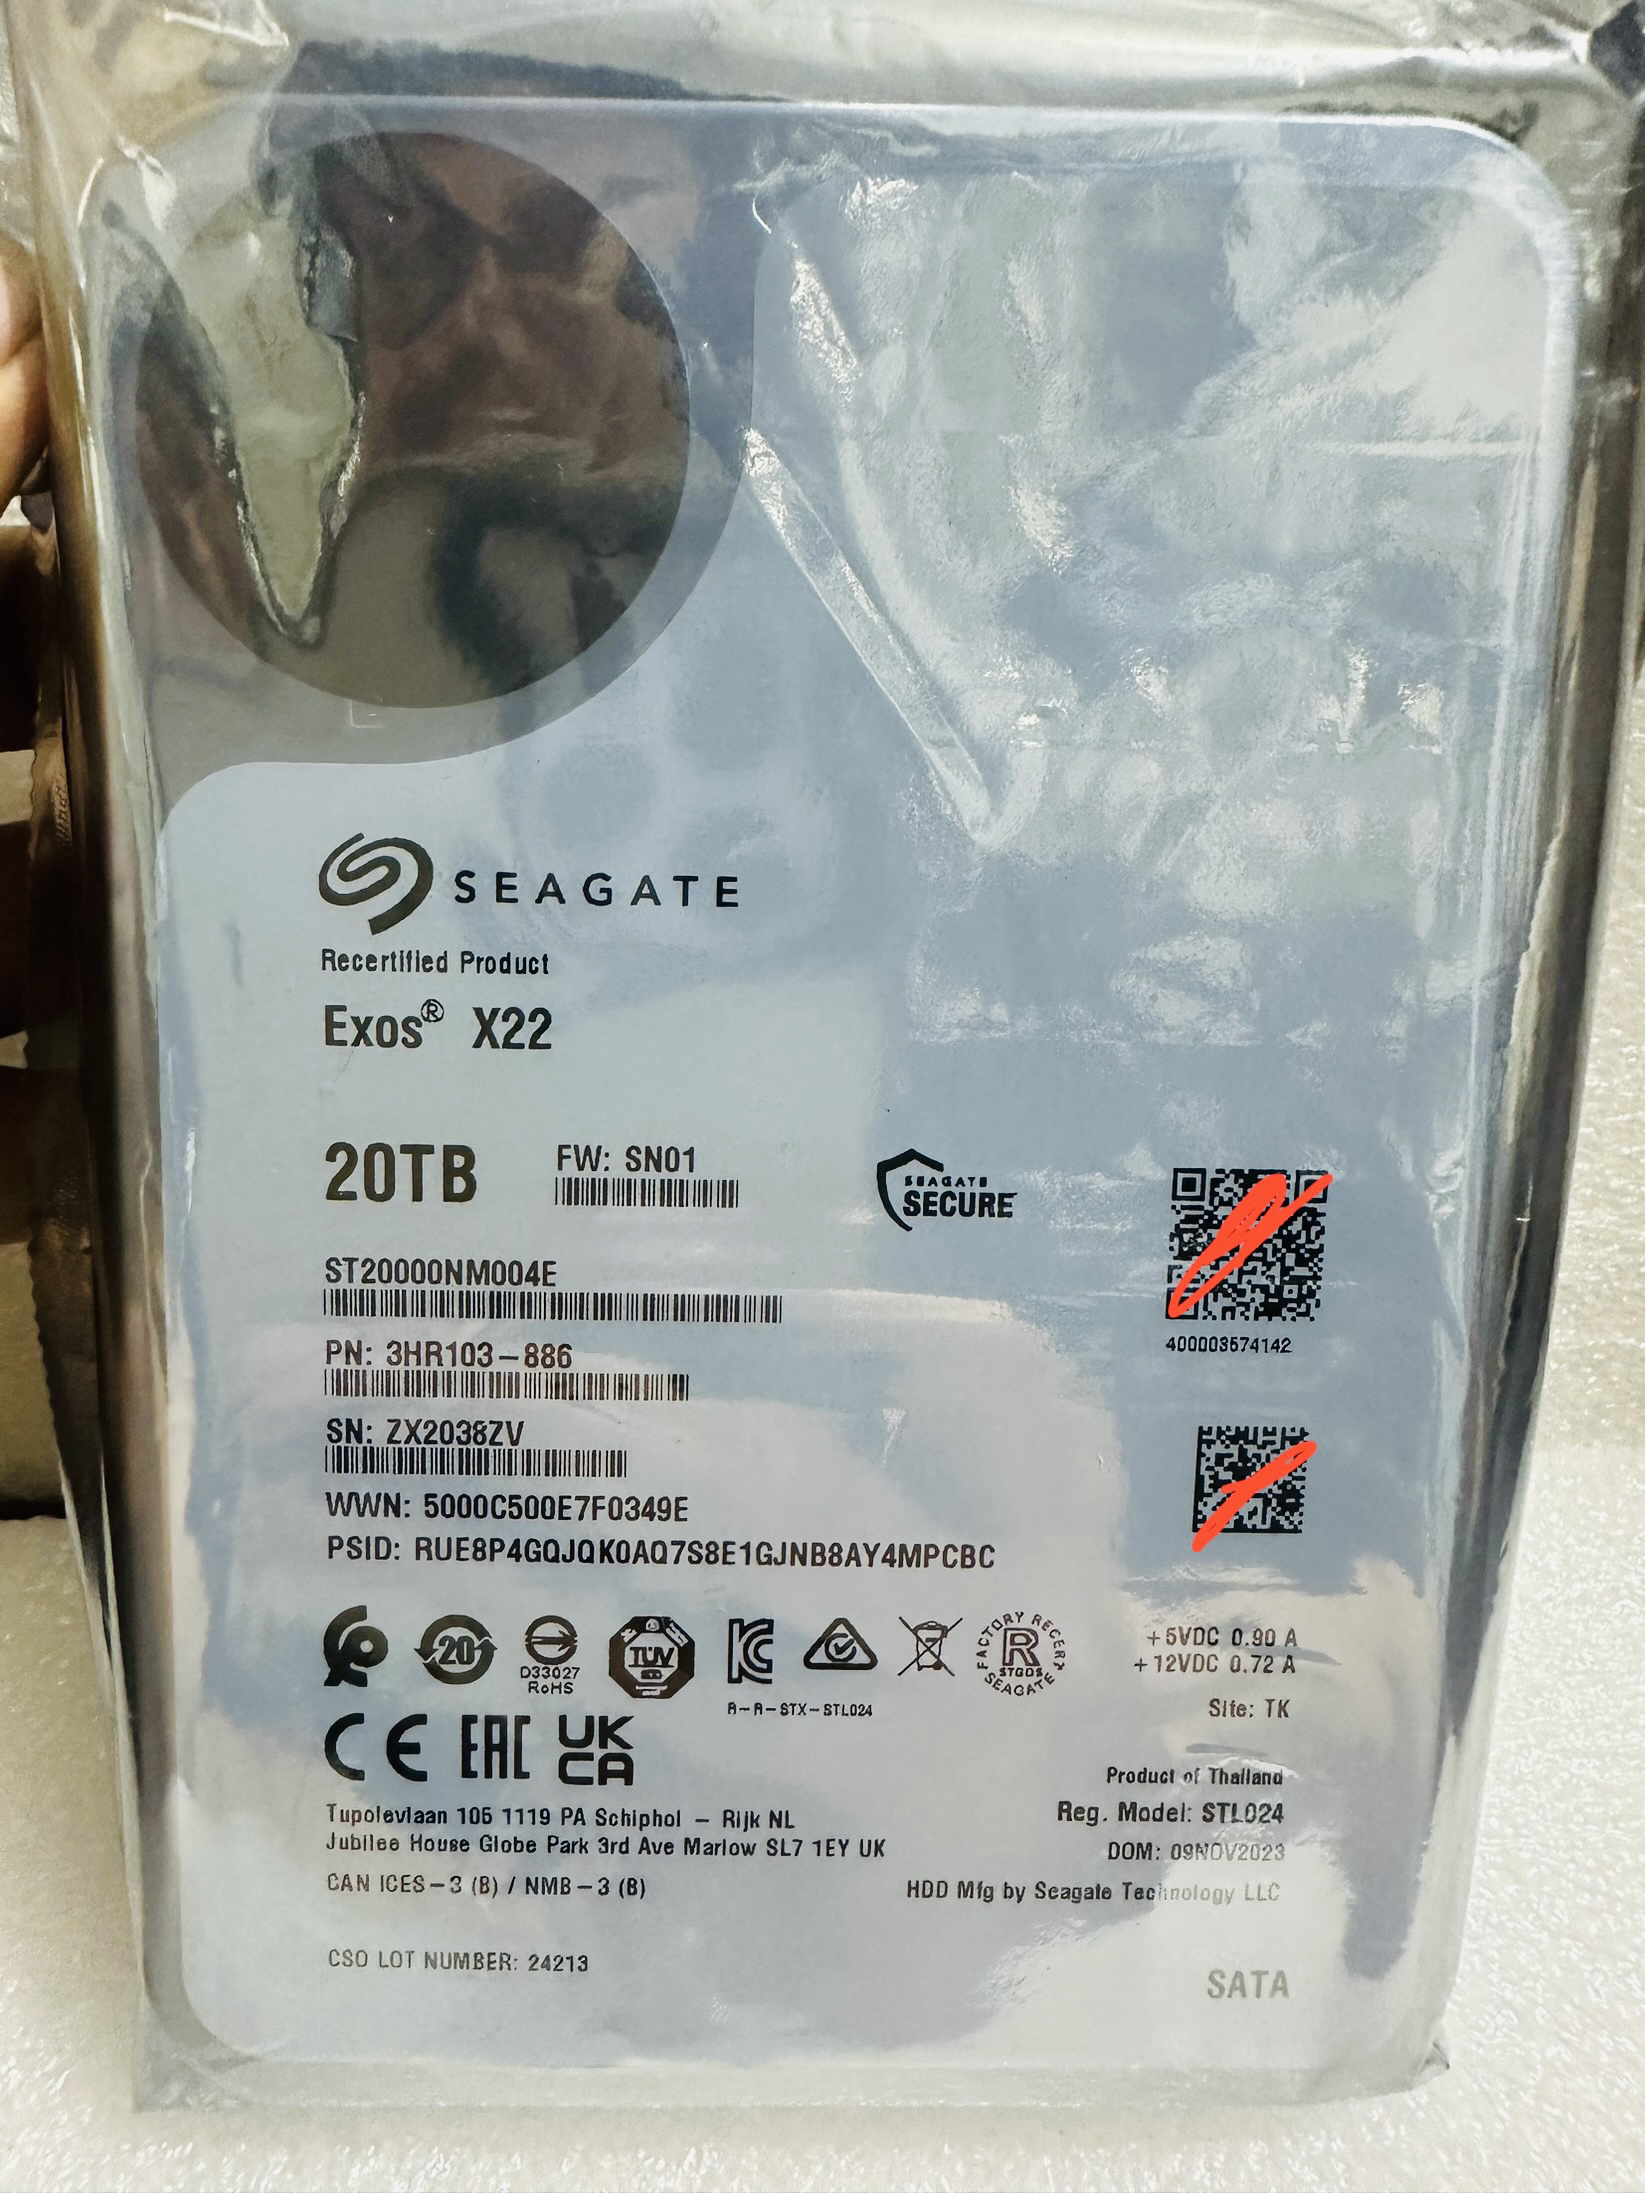 SEAGATE
Recertified Product
Exos® X22
20TB
FW: SN01
SEAGATE
SECURE
ST20000NM004E
400003574142
PN: 3HR103-886
SN: ZX2038ZV
WWN: 5000C500E7F0349E
PSID: RUE8P4GQJQK0AQ7S8E1GJNB8AY4MPCBC
20
D33027
RoHS
TÜV
R-R-STX-STL024
FACTORY RECERT
R
STGDS
SEAGATE
+5VDC 0.90 A
+12VDC 0.72 A
Site: TK
CE EAC UK
CA
Product of Thailand
Tupolevlaan 105 1119 PA Schiphol – Rijk NL
Reg. Model: STL024
Jubilee House Globe Park 3rd Ave Marlow SL7 1EY UK
DOM: 09NOV2023
CAN ICES-3 (B) / NMB-3 (B)
HDD Mfg by Seagate Technology LLC
CSO LOT NUMBER: 24213
SATA